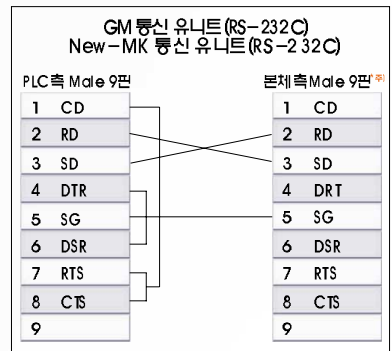 GM 통신 유니트 (RS-232C)
New-MK 통신 유니트(RS-2 32C)
PLC측 Male 9핀
본체측Male 9핀*주)
1 CD
2 RD
3 SD
4 DTR
5 SG
6 DSR
7 RTS
8 CTS
9
1 CD
2 RD
3 SD
4 DRT
5 SG
6 DSR
7 RTS
8 CTS
9